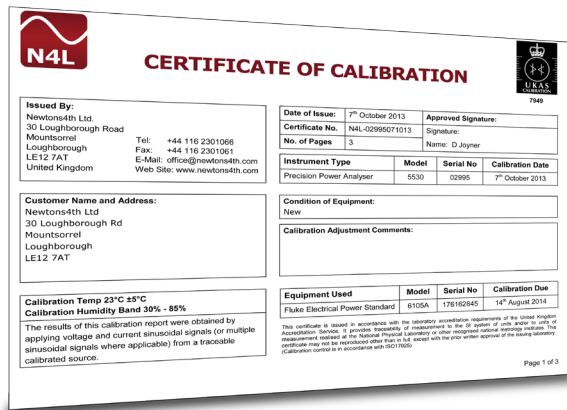 N4L
CERTIFICATE OF CALIBRATION
UKAS
CALIBRATION
7949
Issued By:
Newtons4th Ltd.
30 Loughborough Road
Mountsorrel
Loughborough
LE12 7AT
United Kingdom
Tel: +44 116 2301066
Fax: +44 116 2301061
E-Mail: office@newtons4th.com
Web Site: www.newtons4th.com
Date of Issue: 7th October 2013
Certificate No. N4L-02995071013
No. of Pages 3
Approved Signature:
Signature:
Name: D Joyner
Instrument Type Model Serial No Calibration Date
Precision Power Analyser 5530 02995 7th October 2013
Customer Name and Address:
Newtons4th Ltd
30 Loughborough Rd
Mountsorrel
Loughborough
LE12 7AT
Condition of Equipment:
New
Calibration Adjustment Comments:
Calibration Temp 23°C ±5°C
Calibration Humidity Band 30% - 85%
The results of this calibration report were obtained by
applying voltage and current sinusoidal signals (or multiple
sinusoidal signals where applicable) from a traceable
calibrated source.
Equipment Used Model Serial No Calibration Due
Fluke Electrical Power Standard 6105A 176162845 14th August 2014
This certificate is issued in accordance with the laboratory accreditation requirements of the United Kingdom
Accreditation Service. It provides traceability of measurement to the SI system of units and/or to units of
measurement realised at the National Physical Laboratory or other recognised national metrology institutes. This
certificate may not be reproduced other than in full, except with the prior written approval of the issuing laboratory.
(Calibration control is in accordance with ISO17025)
Page 1 of 3